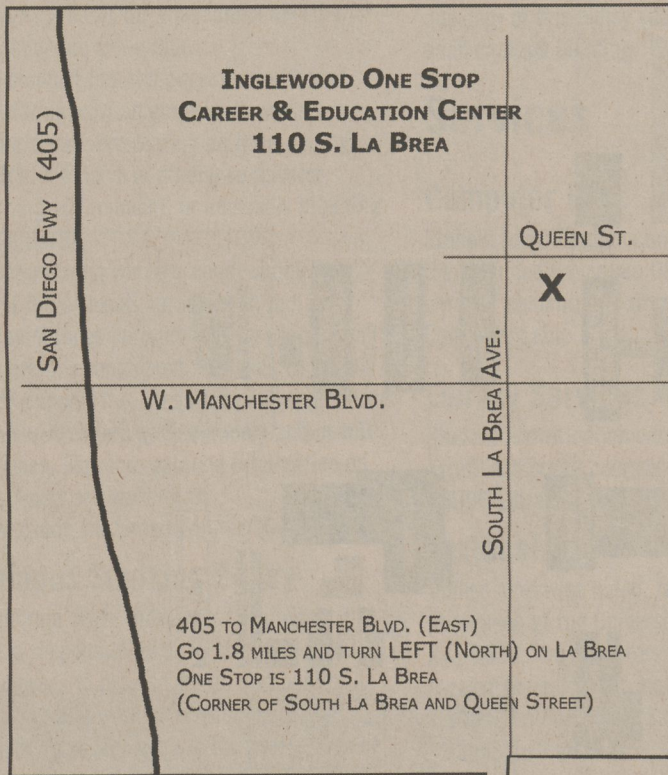 INGLEWOOD ONE STOP
CAREER & EDUCATION CENTER
110 S. LA BREA
SAN DIEGO FWY (405)
QUEEN ST.
X
W. MANCHESTER BLVD.
SOUTH LA BREA AVE.
405 TO MANCHESTER BLVD. (EAST)
GO 1.8 MILES AND TURN LEFT (NORTH) ON LA BREA
ONE STOP IS 110 S. LA BREA
(CORNER OF SOUTH LA BREA AND QUEEN STREET)